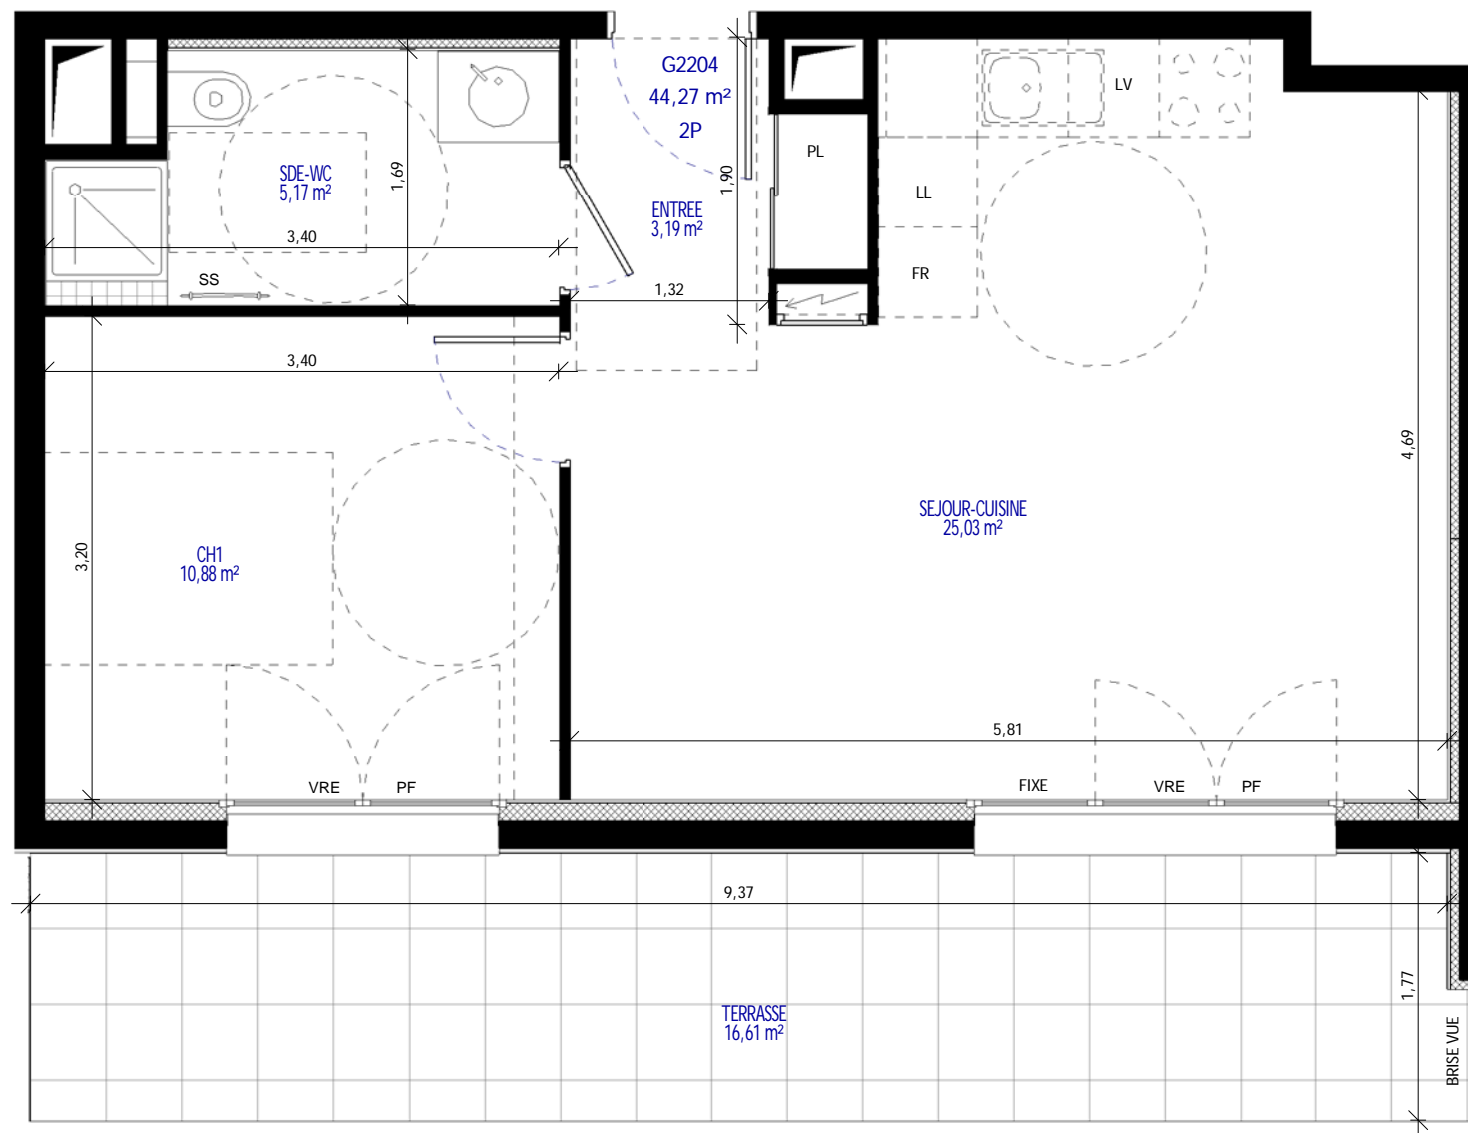 G2204
44,27 m²
2P
LV
PL
SDE-WC
5,17 m²
1,69
1,90
LL
ENTREE
3,19 m²
3,40
SS
FR
1,32
3,40
4,69
SEJOUR-CUISINE
25,03 m²
3,20
CH1
10,88 m²
5,81
VRE
PF
FIXE
VRE
PF
9,37
1,77
TERRASSE
16,61 m²
BRISE VUE